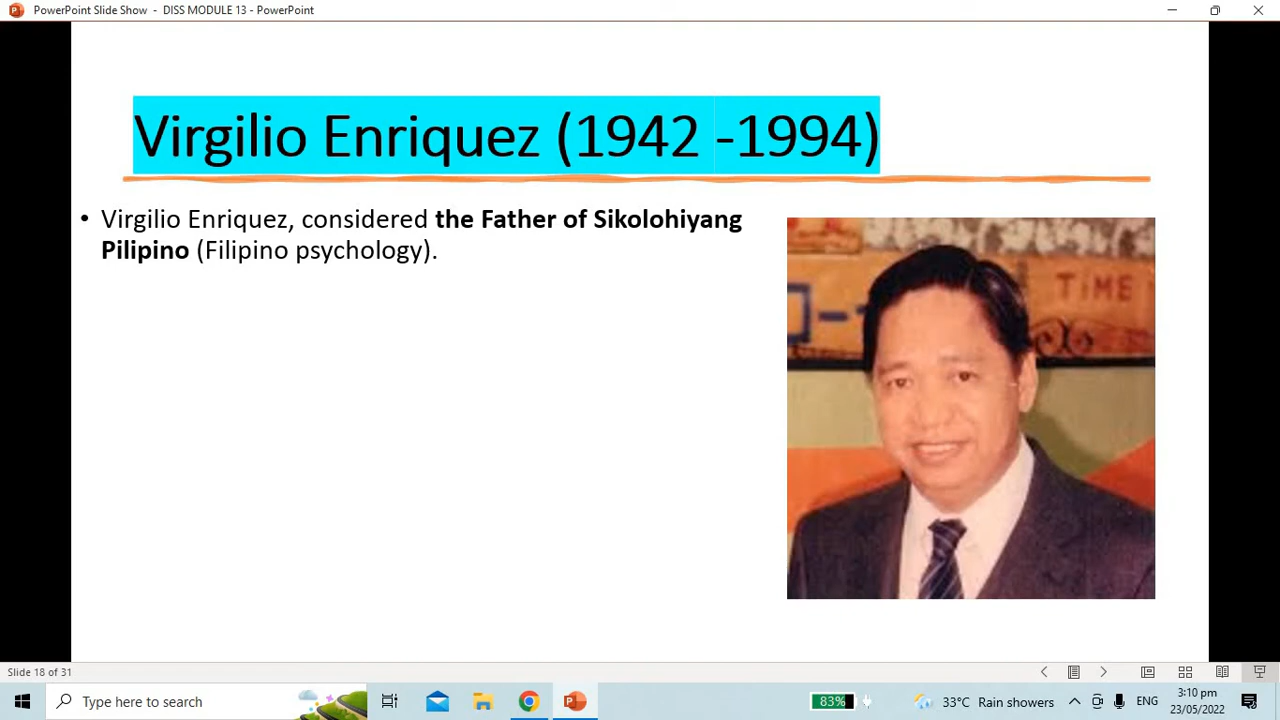 PowerPoint Slide Show - DISS MODULE 13 - PowerPoint
Virgilio Enriquez (1942 -1994)
• Virgilio Enriquez, considered the Father of Sikolohiyang
Pilipino (Filipino psychology).
TIME
Slide 18 of 31
Type here to search
83%
33°C Rain showers
ENG
3:10 pm
23/05/2022